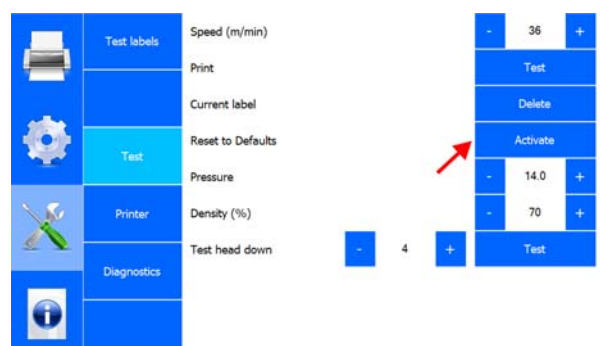 Test labels
Test
Printer
Diagnostics
Speed (m/min) - 36 +
Print Test
Current label Delete
Reset to Defaults Activate
Pressure - 14.0 +
Density (%) - 70 +
Test head down - 4 + Test